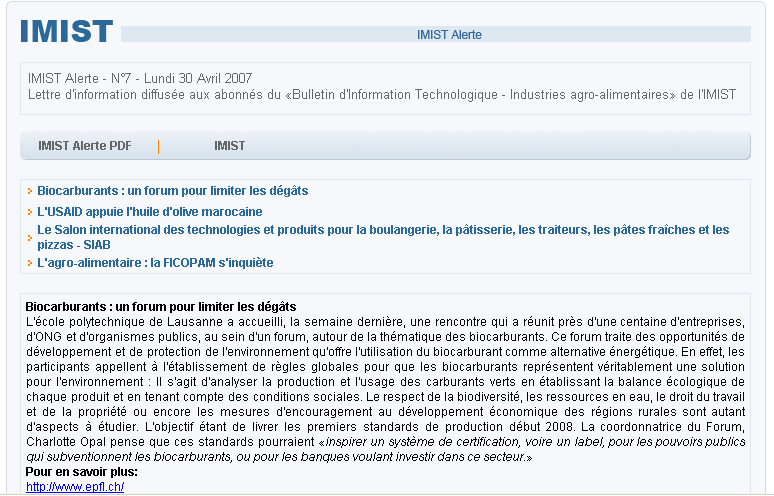 IMIST
IMIST Alerte
IMIST Alerte - N°7 - Lundi 30 Avril 2007
Lettre d'information diffusée aux abonnés du «Bulletin d'Information Technologique - Industries agro-alimentaires» de l'IMIST
IMIST Alerte PDF | IMIST
Biocarburants : un forum pour limiter les dégâts
L'USAID appuie l'huile d'olive marocaine
Le Salon international des technologies et produits pour la boulangerie, la pâtisserie, les traiteurs, les pâtes fraîches et les
pizzas - SIAB
L'agro-alimentaire : la FICOPAM s'inquiète
Biocarburants : un forum pour limiter les dégâts
L'école polytechnique de Lausanne a accueilli, la semaine dernière, une rencontre qui a réunit près d'une centaine d'entreprises,
d'ONG et d'organismes publics, au sein d'un forum, autour de la thématique des biocarburants. Ce forum traite des opportunités de
développement et de protection de l'environnement qu'offre l'utilisation du biocarburant comme alternative énergétique. En effet, les
participants appellent à l'établissement de règles globales pour que les biocarburants représentent véritablement une solution
pour l'environnement : Il s'agit d'analyser la production et l'usage des carburants verts en établissant la balance écologique de
chaque produit et en tenant compte des conditions sociales. Le respect de la biodiversité, les ressources en eau, le droit du travail
et de la propriété ou encore les mesures d'encouragement au développement économique des régions rurales sont autant
d'aspects à étudier. L'objectif étant de livrer les premiers standards de production début 2008. La coordonnatrice du Forum,
Charlotte Opal pense que ces standards pourraient «inspirer un système de certification, voire un label, pour les pouvoirs publics
qui subventionnent les biocarburants, ou pour les banques voulant investir dans ce secteur.»
Pour en savoir plus:
http://www.epfl.ch/